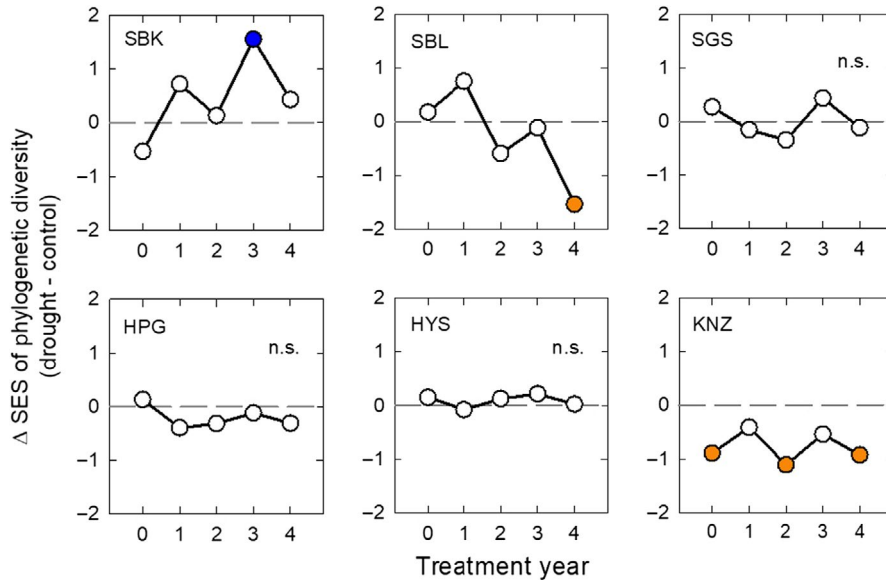 Δ SES of phylogenetic diversity
(drought - control)
SBK
2
1
0
−1
−2
0 1 2 3 4
SBL
2
1
0
−1
−2
0 1 2 3 4
SGS
n.s.
2
1
0
−1
−2
0 1 2 3 4
HPG
n.s.
2
1
0
−1
−2
0 1 2 3 4
HYS
n.s.
2
1
0
−1
−2
0 1 2 3 4
KNZ
2
1
0
−1
−2
0 1 2 3 4
Treatment year